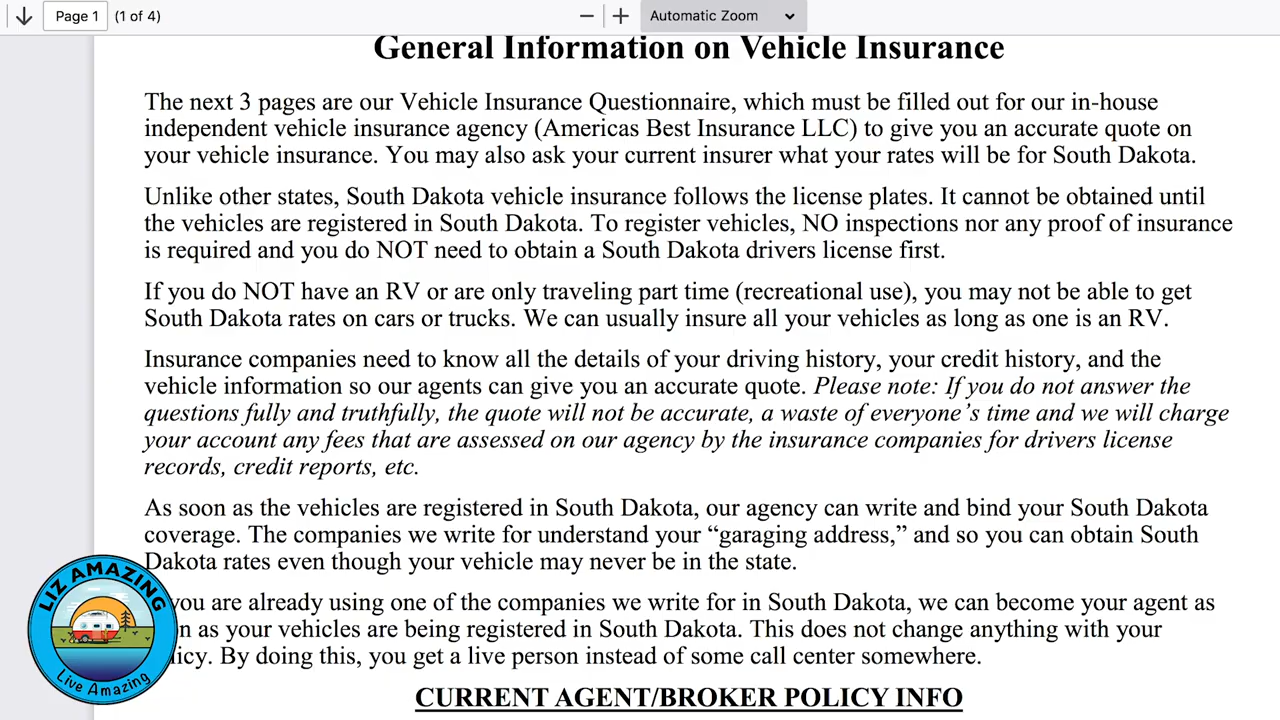 Page 1 (1 of 4) Automatic Zoom
General Information on Vehicle Insurance
The next 3 pages are our Vehicle Insurance Questionnaire, which must be filled out for our in-house
independent vehicle insurance agency (Americas Best Insurance LLC) to give you an accurate quote on
your vehicle insurance. You may also ask your current insurer what your rates will be for South Dakota.
Unlike other states, South Dakota vehicle insurance follows the license plates. It cannot be obtained until
the vehicles are registered in South Dakota. To register vehicles, NO inspections nor any proof of insurance
is required and you do NOT need to obtain a South Dakota drivers license first.
If you do NOT have an RV or are only traveling part time (recreational use), you may not be able to get
South Dakota rates on cars or trucks. We can usually insure all your vehicles as long as one is an RV.
Insurance companies need to know all the details of your driving history, your credit history, and the
vehicle information so our agents can give you an accurate quote. Please note: If you do not answer the
questions fully and truthfully, the quote will not be accurate, a waste of everyone’s time and we will charge
your account any fees that are assessed on our agency by the insurance companies for drivers license
records, credit reports, etc.
As soon as the vehicles are registered in South Dakota, our agency can write and bind your South Dakota
coverage. The companies we write for understand your “garaging address,” and so you can obtain South
Dakota rates even though your vehicle may never be in the state.
you are already using one of the companies we write for in South Dakota, we can become your agent as
as your vehicles are being registered in South Dakota. This does not change anything with your
By doing this, you get a live person instead of some call center somewhere.
CURRENT AGENT/BROKER POLICY INFO
LIZ AMAZING
Live Amazing